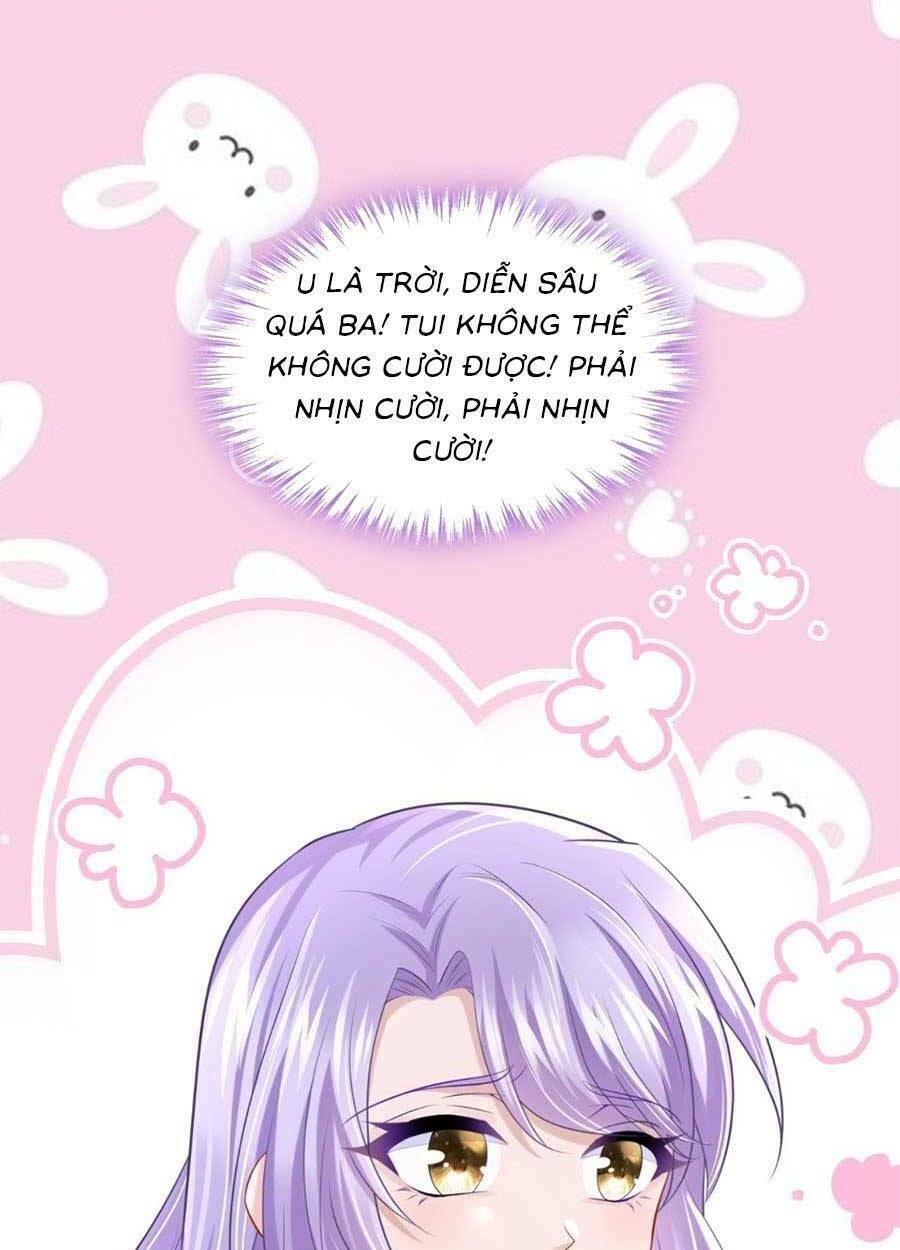 U LÀ TRỜI, DIỄN SÂU
QUÁ BA! TUI KHÔNG THỂ
KHÔNG CƯỜI ĐƯỢC! PHẢI
NHỊN CƯỜI, PHẢI NHỊN
CƯỜI!